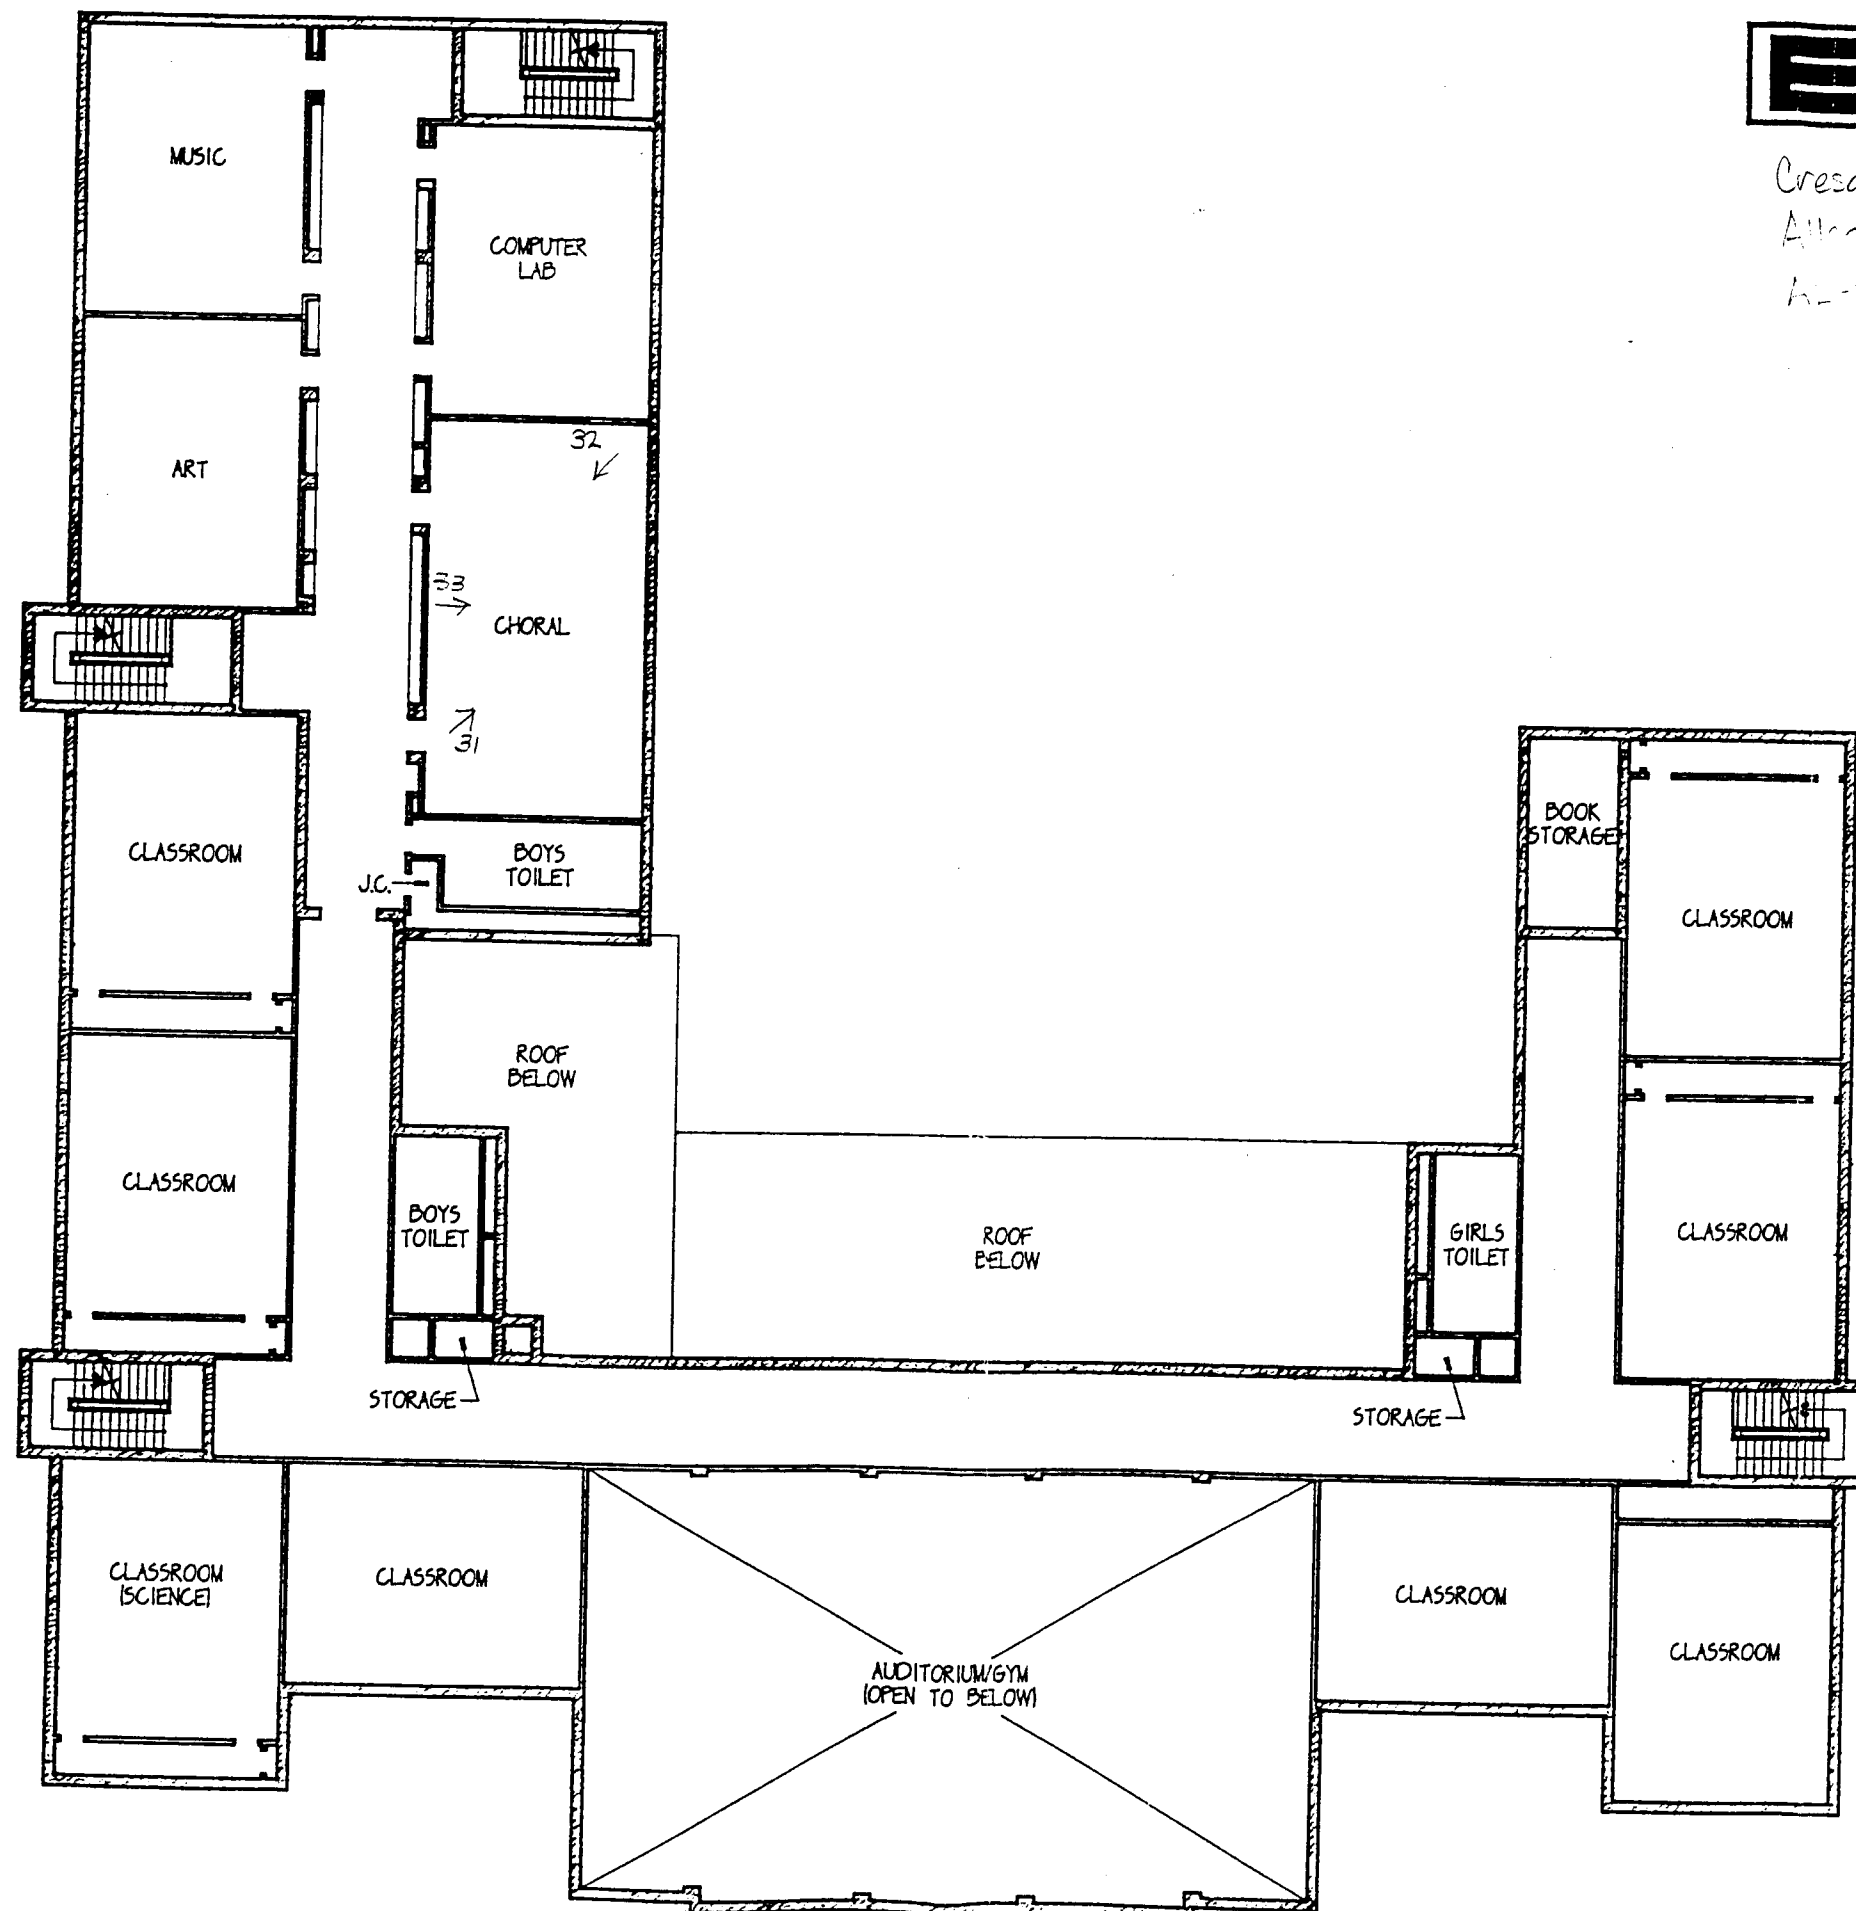 MUSIC
COMPUTER
LAB
32
ART
33
CHORAL
31
CLASSROOM
BOYS
TOILET
J.C.
BOOK
STORAGE
CLASSROOM
ROOF
BELOW
CLASSROOM
BOYS
TOILET
ROOF
BELOW
GIRLS
TOILET
CLASSROOM
STORAGE
STORAGE
CLASSROOM
(SCIENCE)
CLASSROOM
AUDITORIUM/GYM
(OPEN TO BELOW)
CLASSROOM
CLASSROOM